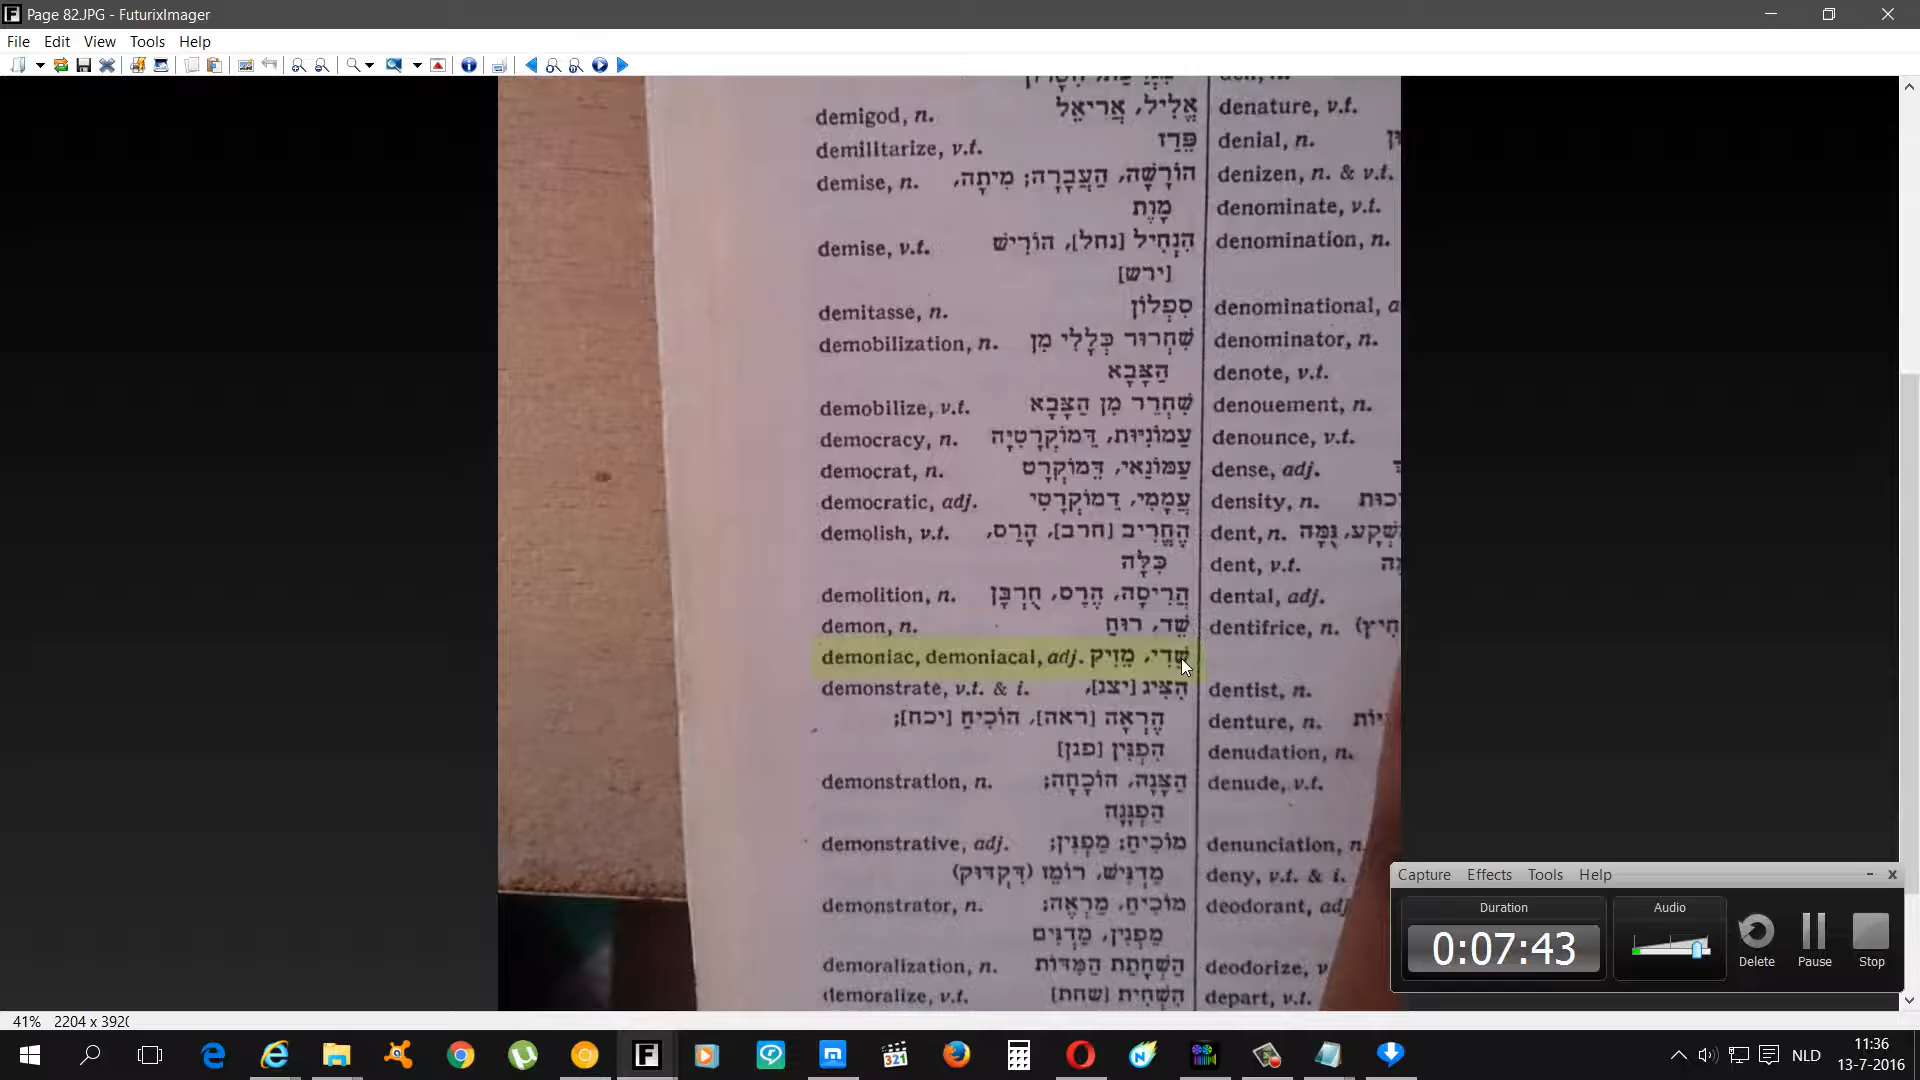 Page 82.JPG - FuturixImager
File Edit View Tools Help
demigod, n. אֱלִיל, אֲרִיאֵל
demilitarize, v.t. פֵּרַז
demise, n. הוֹרָשָׁה, הַעֲבָרָה; מִיתָה,
מָוֶת
demise, v.t. הִנְחִיל [נחל], הוֹרִישׁ
[ירש]
demitasse, n. סִפְלוֹן
demobilization, n. שִׁחְרוּר כְּלָלִי מִן
הַצָּבָא
demobilize, v.t. שִׁחְרֵר מִן הַצָּבָא
democracy, n. עַמּוֹנִיּוּת, דֵּמוֹקְרָטִיָּה
democrat, n. עַמּוֹנַאי, דֵּמוֹקְרָט
democratic, adj. עֲמָמִי, דֵּמוֹקְרָטִי
demolish, v.t. הֶחֱרִיב [חרב], הָרַס,
כִּלָּה
demolition, n. הֲרִיסָה, הֶרֶס, חֻרְבָּן
demon, n. שֵׁד, רוּחַ
demoniac, demoniacal, adj. שֵׁדִי, מַזִּיק
demonstrate, v.t. & i. הִצִּיג [יצג],
הֶרְאָה [ראה], הוֹכִיחַ [יכח];
הִפְגִּין [פגן]
demonstration, n. הַצָּגָה, הוֹכָחָה;
הַפְגָּנָה
demonstrative, adj. מוֹכִיחַ; מַפְגִּין;
מַדְגִּישׁ, רוֹמֵז (דִּקְדּוּק)
demonstrator, n. מוֹכִיחַ, מַרְאֶה;
מַפְגִּין, מַדְגִּים
demoralization, n. הַשְׁחָתַת הַמִּדּוֹת
demoralize, v.t. הִשְׁחִית [שחת]
denature, v.t.
denial, n.
denizen, n. & v.t.
denominate, v.t.
denomination, n.
denominational, a
denominator, n.
denote, v.t.
denouement, n.
denounce, v.t.
dense, adj.
density, n.
dent, n. גֻּמָּה
dent, v.t.
dental, adj.
dentifrice, n.
dentist, n.
denture, n.
denudation, n.
denude, v.t.
denunciation, n.
deny, v.t. & i.
deodorant, adj
deodorize, v
depart, v.t.
Capture Effects Tools Help
Duration Audio
0:07:43
Delete Pause Stop
41% 2204 x 3920
321
NLD
11:36
13-7-2016